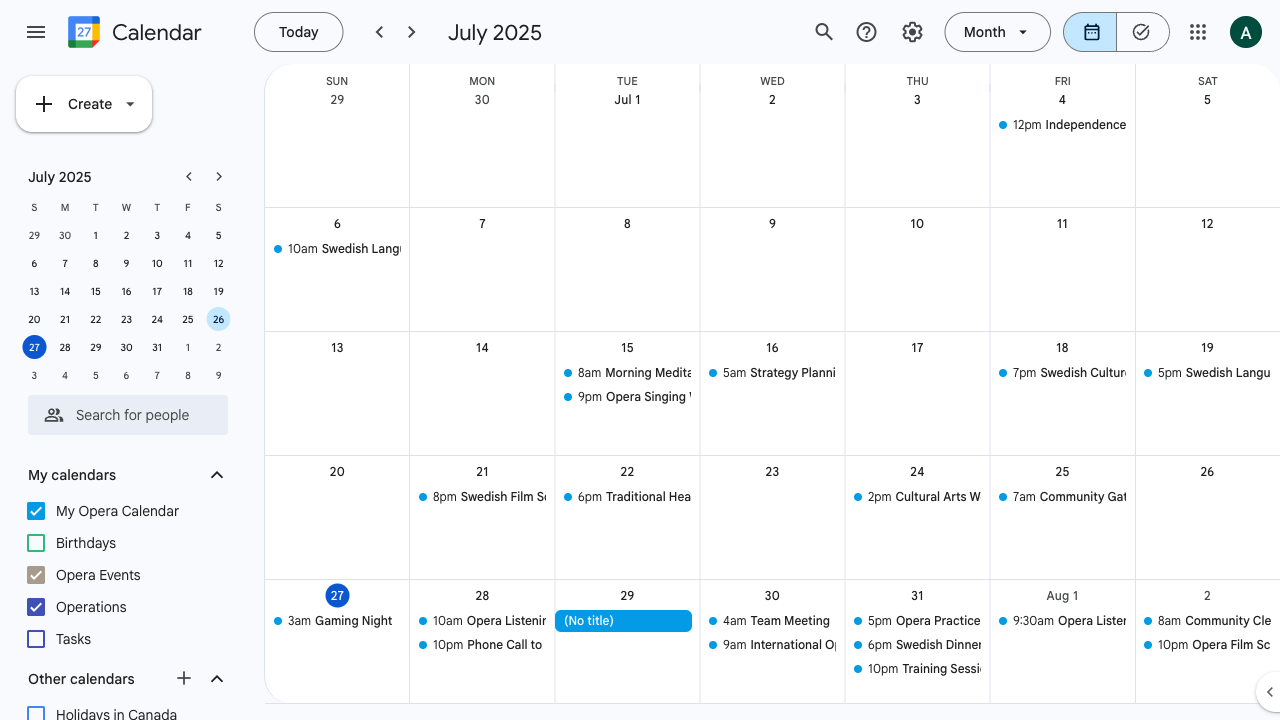 27 Calendar
Today
July 2025
Month
A
Create
July 2025
S M T W T F S
29 30 1 2 3 4 5
6 7 8 9 10 11 12
13 14 15 16 17 18 19
20 21 22 23 24 25 26
27 28 29 30 31 1 2
3 4 5 6 7 8 9
Search for people
My calendars
My Opera Calendar
Birthdays
Opera Events
Operations
Tasks
Other calendars
Holidays in Canada
SUN MON TUE WED THU FRI SAT
29 30 Jul 1 2 3 4 5
12pm Independence
6 7 8 9 10 11 12
10am Swedish Langu
13 14 15 16 17 18 19
8am Morning Medita 5am Strategy Planni 7pm Swedish Culture 5pm Swedish Langu
9pm Opera Singing
20 21 22 23 24 25 26
8pm Swedish Film Sc 6pm Traditional Hea 2pm Cultural Arts W 7am Community Gat
27 28 29 30 31 Aug 1 2
3am Gaming Night 10am Opera Listenin (No title) 4am Team Meeting 5pm Opera Practice 9:30am Opera Listen 8am Community Cle
10pm Phone Call to 9am International Op 6pm Swedish Dinner 10pm Opera Film Sc
10pm Training Sessi